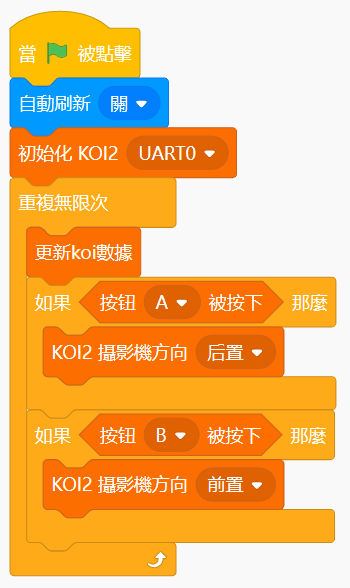 當 被點擊
自動刷新 關
初始化 KOI2 UART0
重複無限次
更新koi數據
如果 按钮 A 被按下 那麼
KOI2 攝影機方向 后置
如果 按钮 B 被按下 那麼
KOI2 攝影機方向 前置